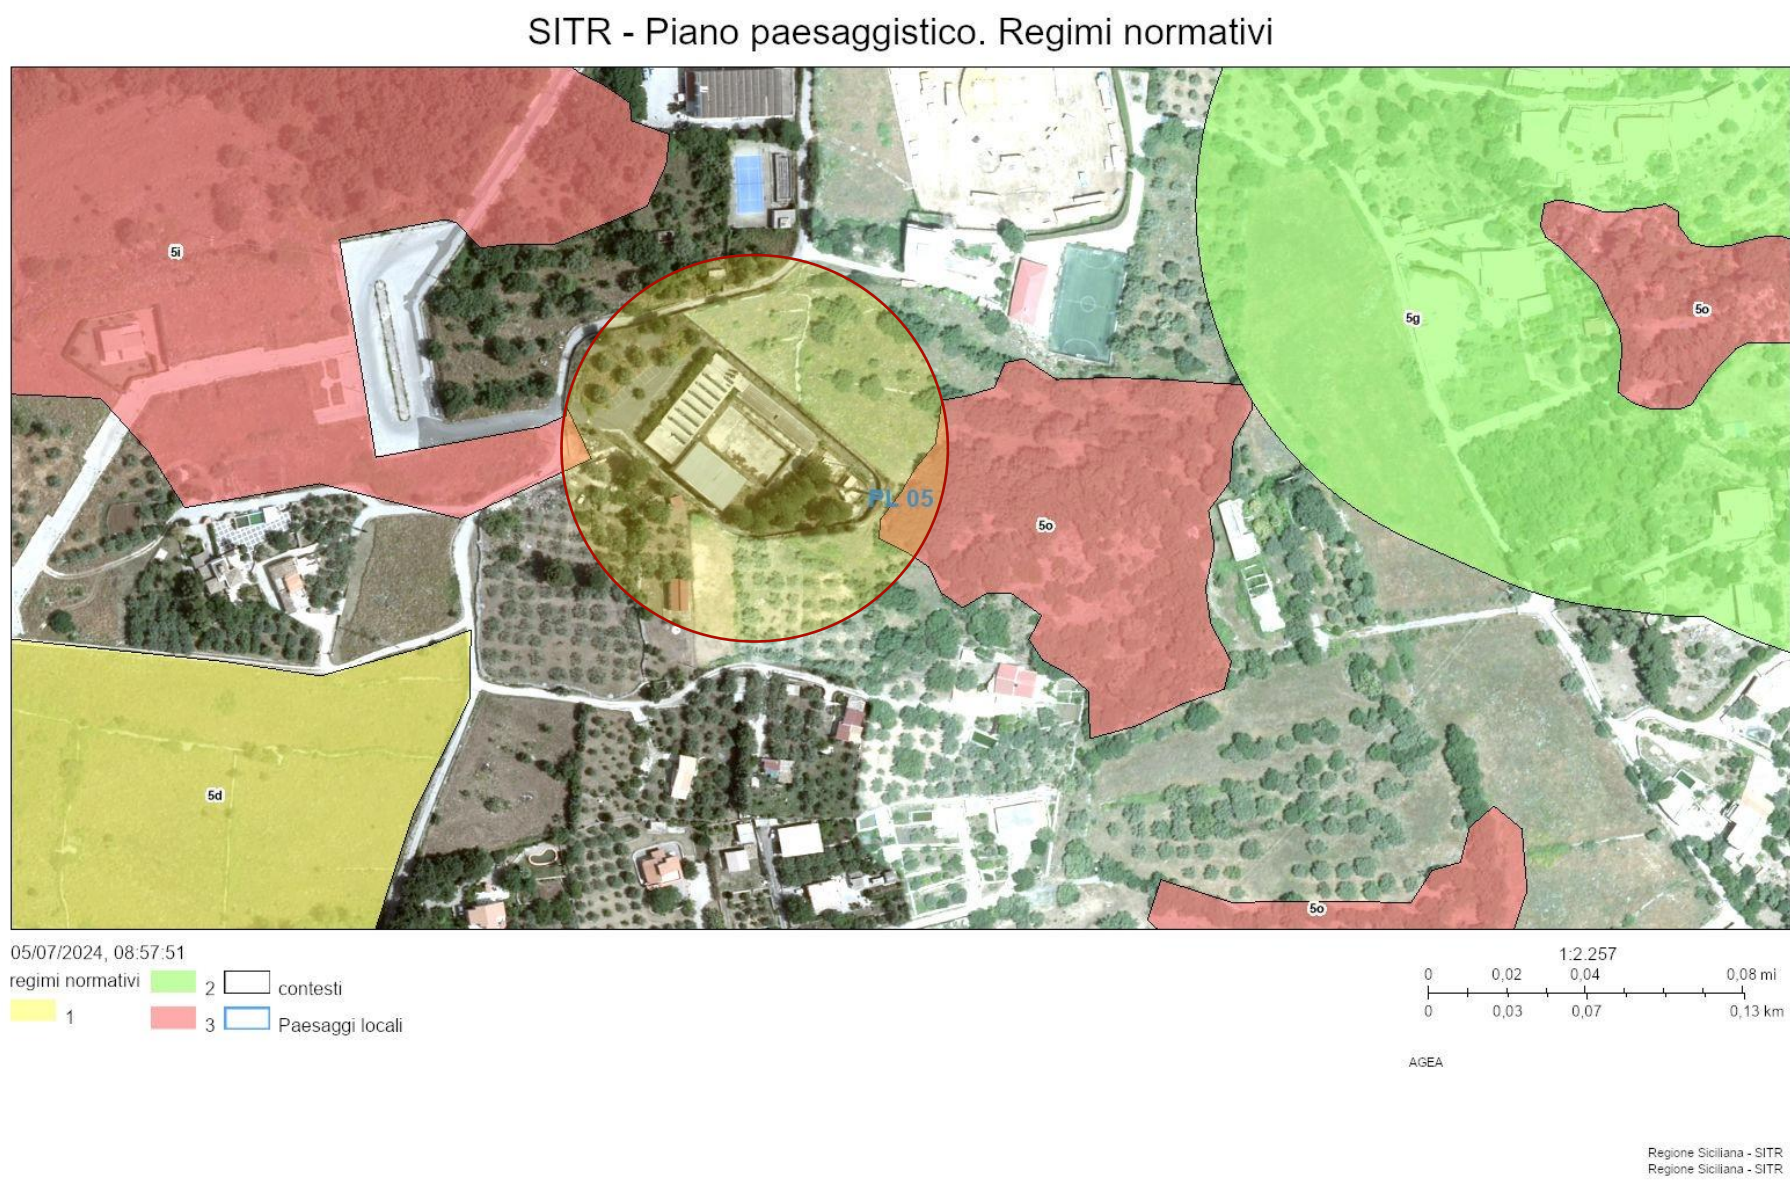 SITR - Piano paesaggistico. Regimi normativi
5i
5g
5o
PL 05
5o
5d
5o
05/07/2024, 08:57:51
regimi normativi
1
2
3
contesti
Paesaggi locali
1:2.257
0 0,02 0,04 0,08 mi
0 0,03 0,07 0,13 km
AGEA
Regione Siciliana - SITR
Regione Siciliana - SITR